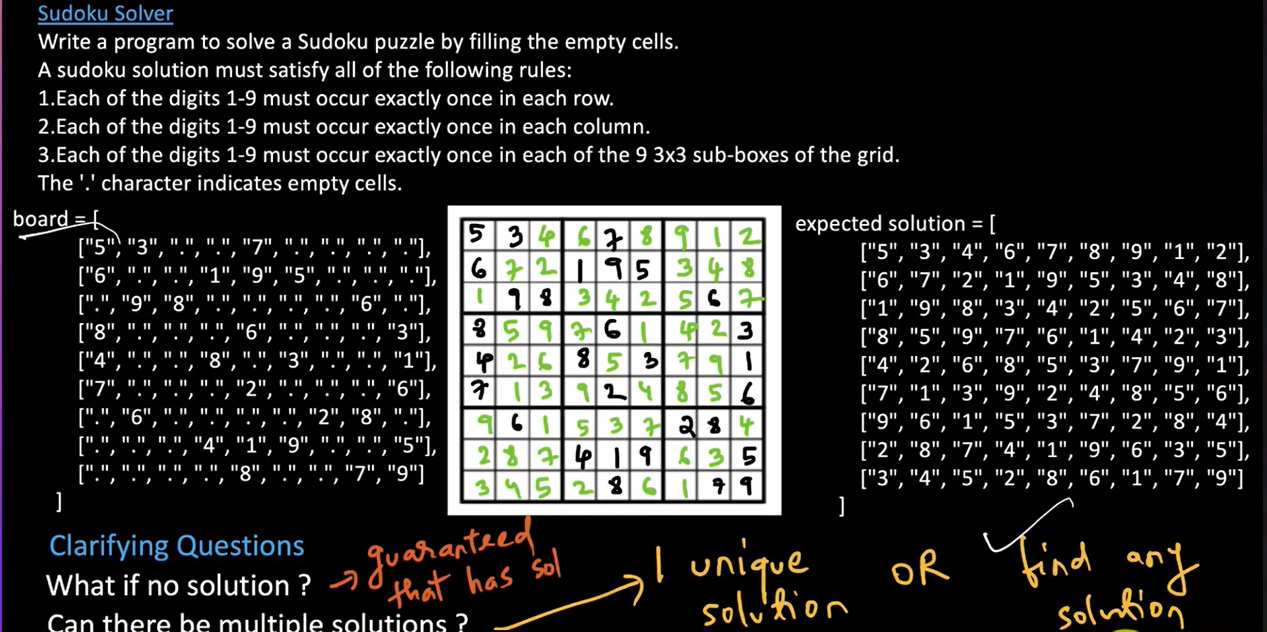 Sudoku Solver
Write a program to solve a Sudoku puzzle by filling the empty cells.
A sudoku solution must satisfy all of the following rules:
1.Each of the digits 1-9 must occur exactly once in each row.
2.Each of the digits 1-9 must occur exactly once in each column.
3.Each of the digits 1-9 must occur exactly once in each of the 9 3x3 sub-boxes of the grid.
The '.' character indicates empty cells.
board = [
["5", "3", ".", ".", "7", ".", ".", ".", "."],
["6", ".", ".", "1", "9", "5", ".", ".", "."],
[".", "9", "8", ".", ".", ".", ".", "6", "."],
["8", ".", ".", ".", "6", ".", ".", ".", "3"],
["4", ".", ".", "8", ".", "3", ".", ".", "1"],
["7", ".", ".", ".", "2", ".", ".", ".", "6"],
[".", "6", ".", ".", ".", ".", "2", "8", "."],
[".", ".", ".", "4", "1", "9", ".", ".", "5"],
[".", ".", ".", ".", "8", ".", ".", "7", "9"]
]
5 3 4 6 7 8 9 1 2
6 7 2 1 9 5 3 4 8
1 9 8 3 4 2 5 6 7
8 5 9 7 6 1 4 2 3
4 2 6 8 5 3 7 9 1
7 1 3 9 2 4 8 5 6
9 6 1 5 3 7 2 8 4
2 8 7 4 1 9 6 3 5
3 4 5 2 8 6 1 7 9
expected solution = [
["5", "3", "4", "6", "7", "8", "9", "1", "2"],
["6", "7", "2", "1", "9", "5", "3", "4", "8"],
["1", "9", "8", "3", "4", "2", "5", "6", "7"],
["8", "5", "9", "7", "6", "1", "4", "2", "3"],
["4", "2", "6", "8", "5", "3", "7", "9", "1"],
["7", "1", "3", "9", "2", "4", "8", "5", "6"],
["9", "6", "1", "5", "3", "7", "2", "8", "4"],
["2", "8", "7", "4", "1", "9", "6", "3", "5"],
["3", "4", "5", "2", "8", "6", "1", "7", "9"]
]
Clarifying Questions
What if no solution ?
guaranteed
that has sol
Can there be multiple solutions ?
1 unique
solution
OR
find any
solution